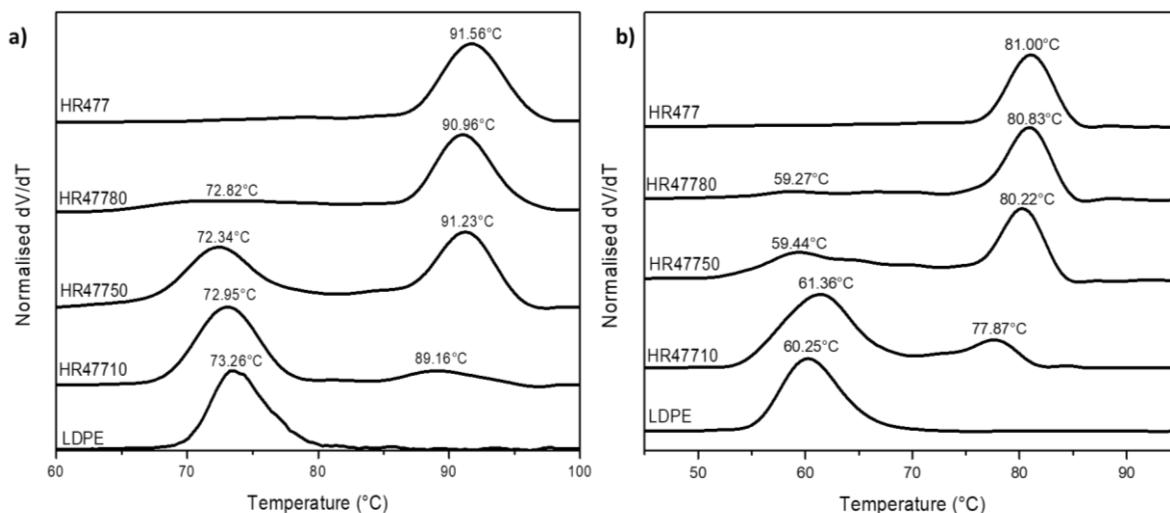 a)
91.56°C
HR477
90.96°C
HR47780
72.82°C
91.23°C
72.34°C
HR47750
72.95°C
HR47710
89.16°C
73.26°C
LDPE
Normalised dV/dT
60
70
80
90
100
Temperature (°C)
b)
81.00°C
HR477
80.83°C
HR47780
59.27°C
80.22°C
59.44°C
HR47750
61.36°C
77.87°C
HR47710
60.25°C
LDPE
Normalised dV/dT
50
60
70
80
90
Temperature (°C)